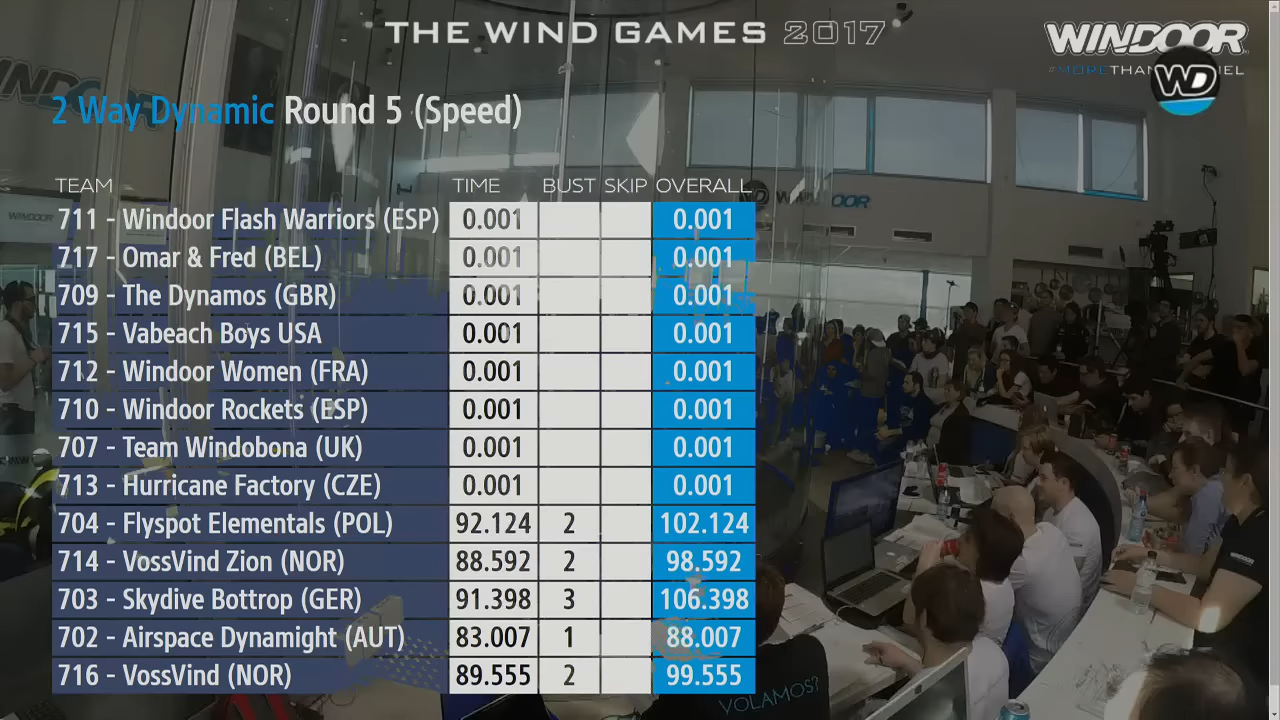 THE WIND GAMES 2017
WINDOOR
WD
2 Way Dynamic Round 5 (Speed)
TEAM TIME BUST SKIP OVERALL
711 - Windoor Flash Warriors (ESP) 0.001 0.001
717 - Omar & Fred (BEL) 0.001 0.001
709 - The Dynamos (GBR) 0.001 0.001
715 - Vabeach Boys USA 0.001 0.001
712 - Windoor Women (FRA) 0.001 0.001
710 - Windoor Rockets (ESP) 0.001 0.001
707 - Team Windobona (UK) 0.001 0.001
713 - Hurricane Factory (CZE) 0.001 0.001
704 - Flyspot Elementals (POL) 92.124 2 102.124
714 - VossVind Zion (NOR) 88.592 2 98.592
703 - Skydive Bottrop (GER) 91.398 3 106.398
702 - Airspace Dynamight (AUT) 83.007 1 88.007
716 - VossVind (NOR) 89.555 2 99.555
WINDOOR
VOLAMOS?